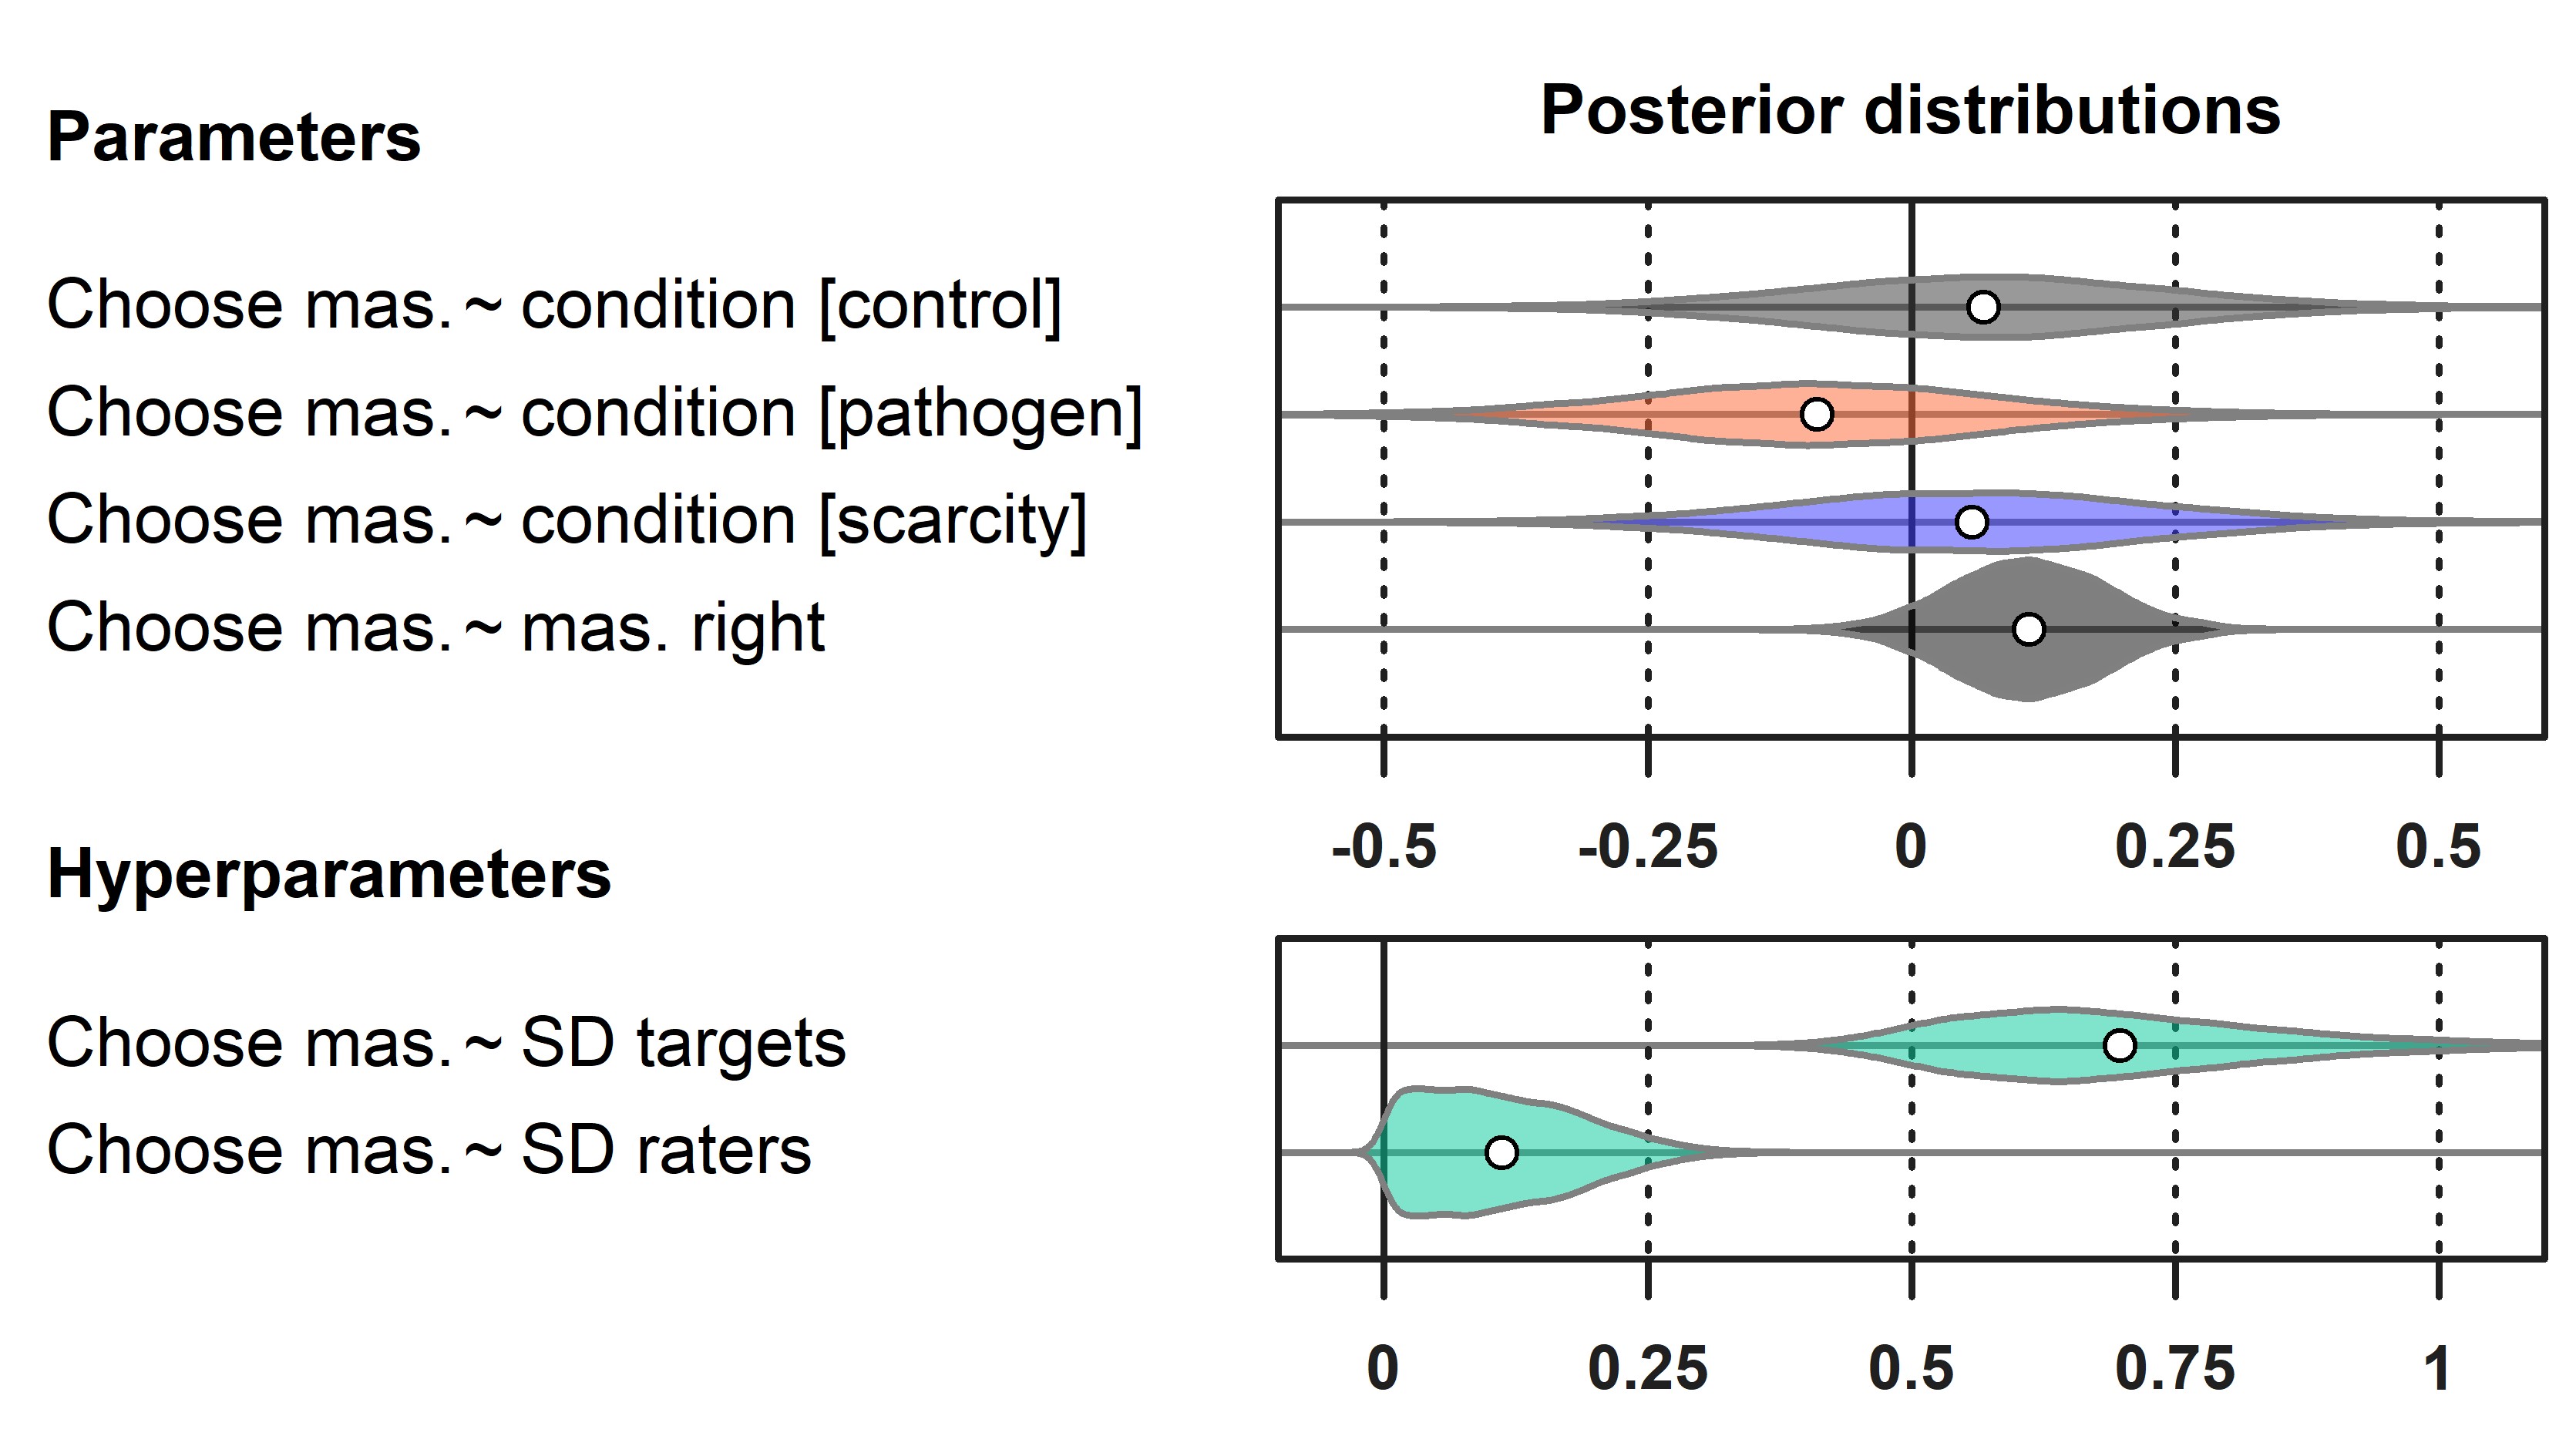 Parameters
Posterior distributions
Choose mas. ~ condition [control]
Choose mas. ~ condition [pathogen]
Choose mas. ~ condition [scarcity]
Choose mas. ~ mas. right
-0.5 -0.25 0 0.25 0.5
Hyperparameters
Choose mas. ~ SD targets
Choose mas. ~ SD raters
0 0.25 0.5 0.75 1